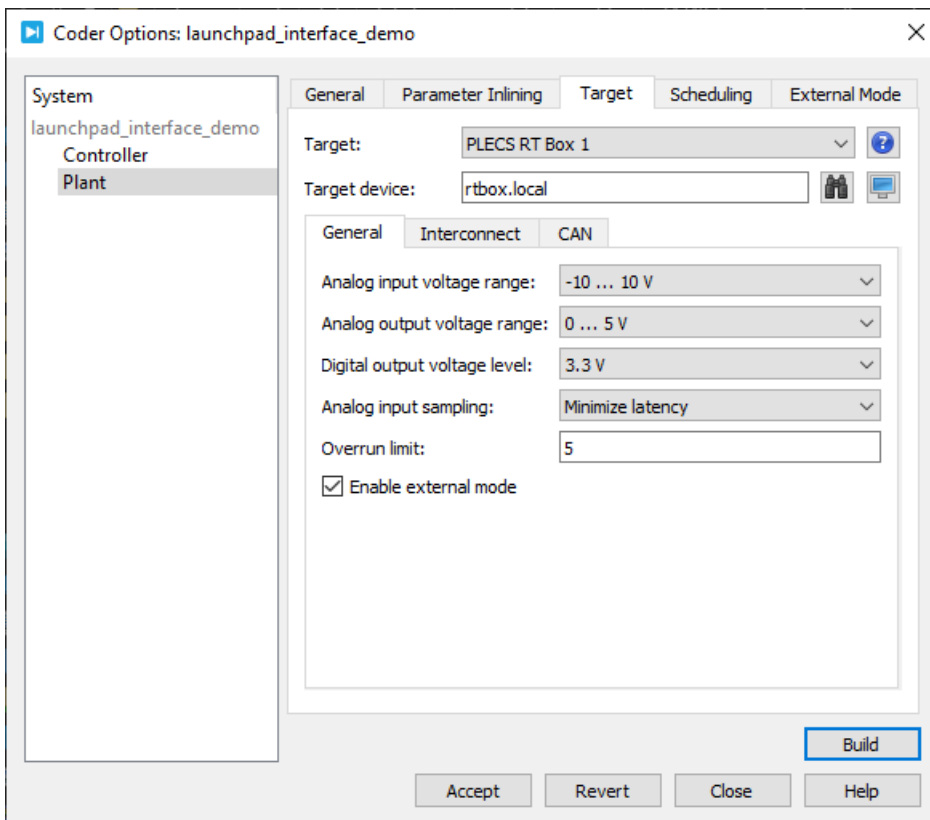 Coder Options: launchpad_interface_demo
System
launchpad_interface_demo
Controller
Plant
General Parameter Inlining Target Scheduling External Mode
Target: PLECS RT Box 1
Target device: rtbox.local
General Interconnect CAN
Analog input voltage range: -10 ... 10 V
Analog output voltage range: 0 ... 5 V
Digital output voltage level: 3.3 V
Analog input sampling: Minimize latency
Overrun limit: 5
Enable external mode
Build
Accept Revert Close Help